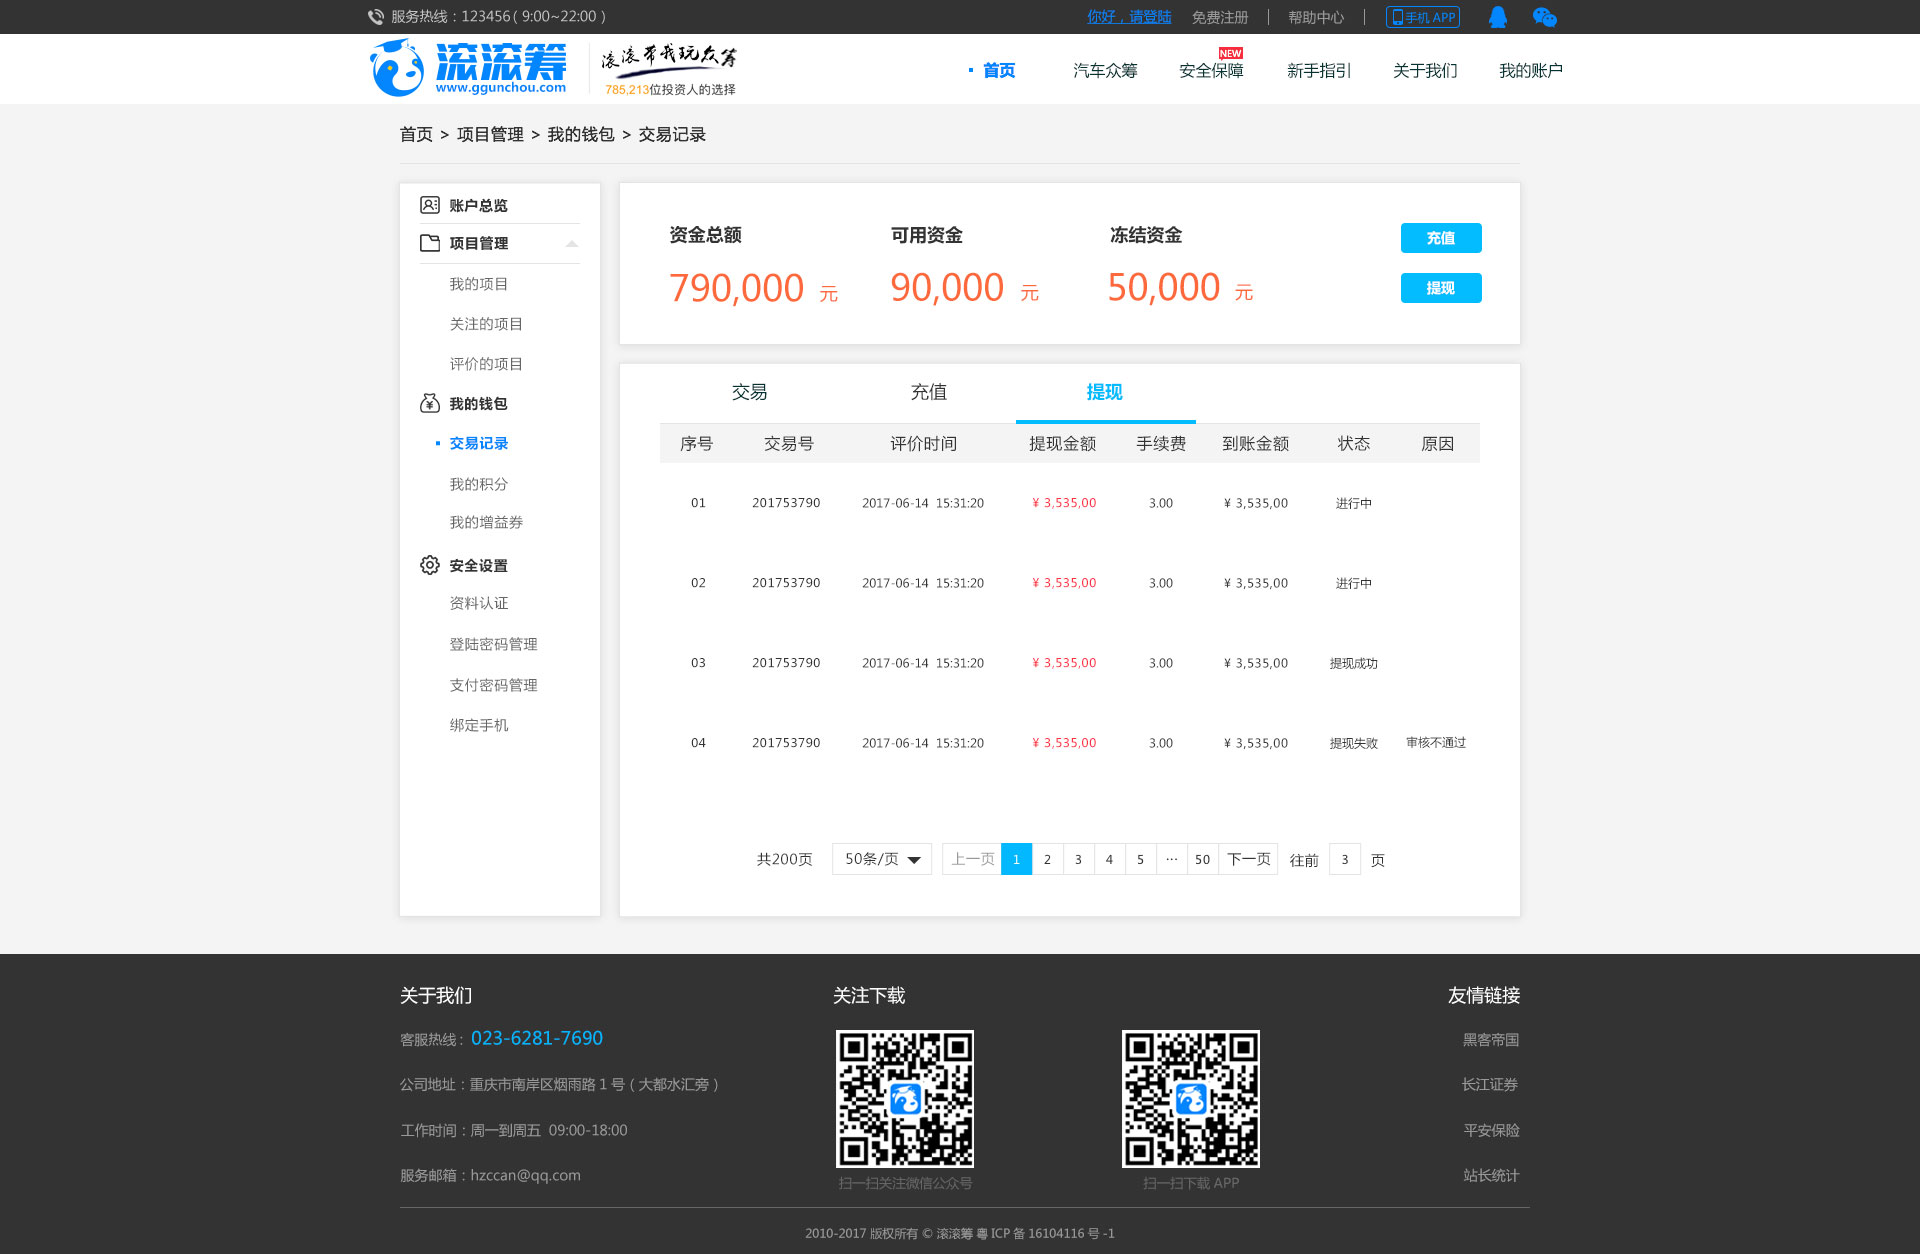 服务热线：123456（ 9:00~22:00 ）
你好，请登陆 免费注册 帮助中心 手机 APP
滚滚筹
www.ggunchou.com
滚滚带我玩众筹
785,213位投资人的选择
首页 汽车众筹 安全保障 NEW 新手指引 关于我们 我的账户
首页 > 项目管理 > 我的钱包 > 交易记录
账户总览
项目管理
我的项目
关注的项目
评价的项目
我的钱包
交易记录
我的积分
我的增益券
安全设置
资料认证
登陆密码管理
支付密码管理
绑定手机
资金总额 可用资金 冻结资金
790,000 元 90,000 元 50,000 元
充值
提现
交易 充值 提现
序号 交易号 评价时间 提现金额 手续费 到账金额 状态 原因
01 201753790 2017-06-14 15:31:20 ¥ 3,535,00 3.00 ¥ 3,535,00 进行中
02 201753790 2017-06-14 15:31:20 ¥ 3,535,00 3.00 ¥ 3,535,00 进行中
03 201753790 2017-06-14 15:31:20 ¥ 3,535,00 3.00 ¥ 3,535,00 提现成功
04 201753790 2017-06-14 15:31:20 ¥ 3,535,00 3.00 ¥ 3,535,00 提现失败 审核不通过
共200页 50条/页 上一页 1 2 3 4 5 ··· 50 下一页 往前 3 页
关于我们
客服热线：023-6281-7690
公司地址：重庆市南岸区烟雨路 1 号（大都水汇旁）
工作时间：周一到周五 09:00-18:00
服务邮箱：hzccan@qq.com
关注下载
扫一扫关注微信公众号
扫一扫下载 APP
友情链接
黑客帝国
长江证券
平安保险
站长统计
2010-2017 版权所有 © 滚滚筹 粤 ICP 备 16104116 号 -1